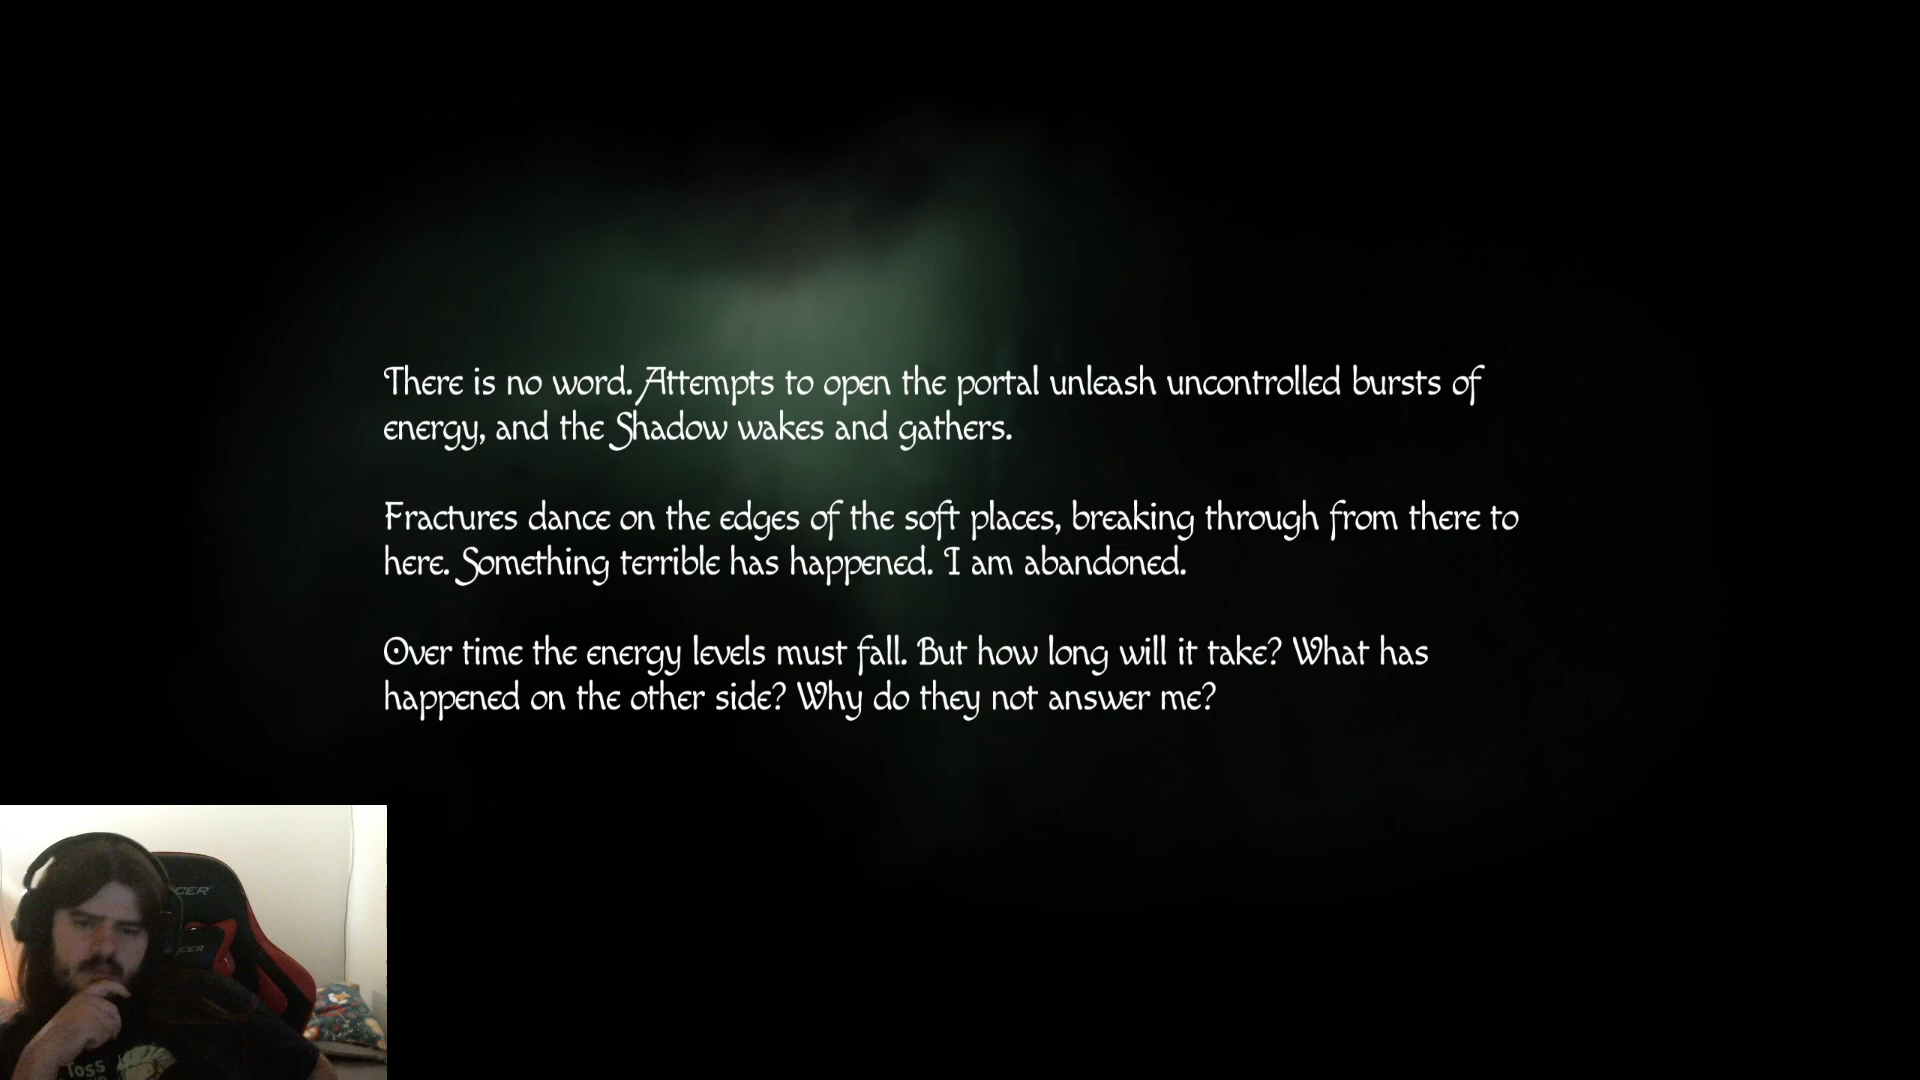 There is no word. Attempts to open the portal unleash uncontrolled bursts of
energy, and the Shadow wakes and gathers.
Fractures dance on the edges of the soft places, breaking through from there to
here. Something terrible has happened. I am abandoned.
Over time the energy levels must fall. But how long will it take? What has
happened on the other side? Why do they not answer me?
Toss